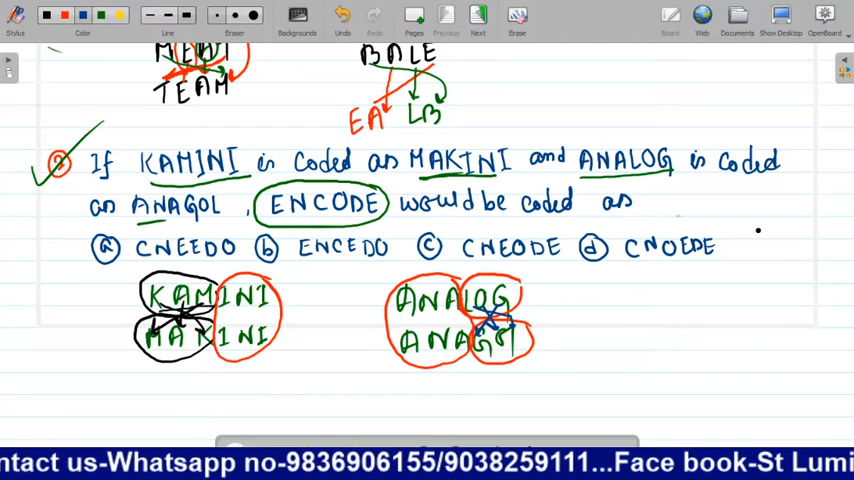 Stylus Color Line Eraser Backgrounds Undo Redo Pages Previous Next Erase Web Documents Show Desktop OpenBoard
MEAT BALE
TEAM EA LB
② If KAMINI is coded as MAKINI and ANALOG is coded
as ANAGOL, ENCODE would be coded as
ⓐ CNEEDO ⓑ ENCEDO ⓒ CNEODE ⓓ CNOEDE
KAMINI ANALOG
MAKINI ANAGOL
ntact us-Whatsapp no-9836906155/9038259111...Face book-St Lumi